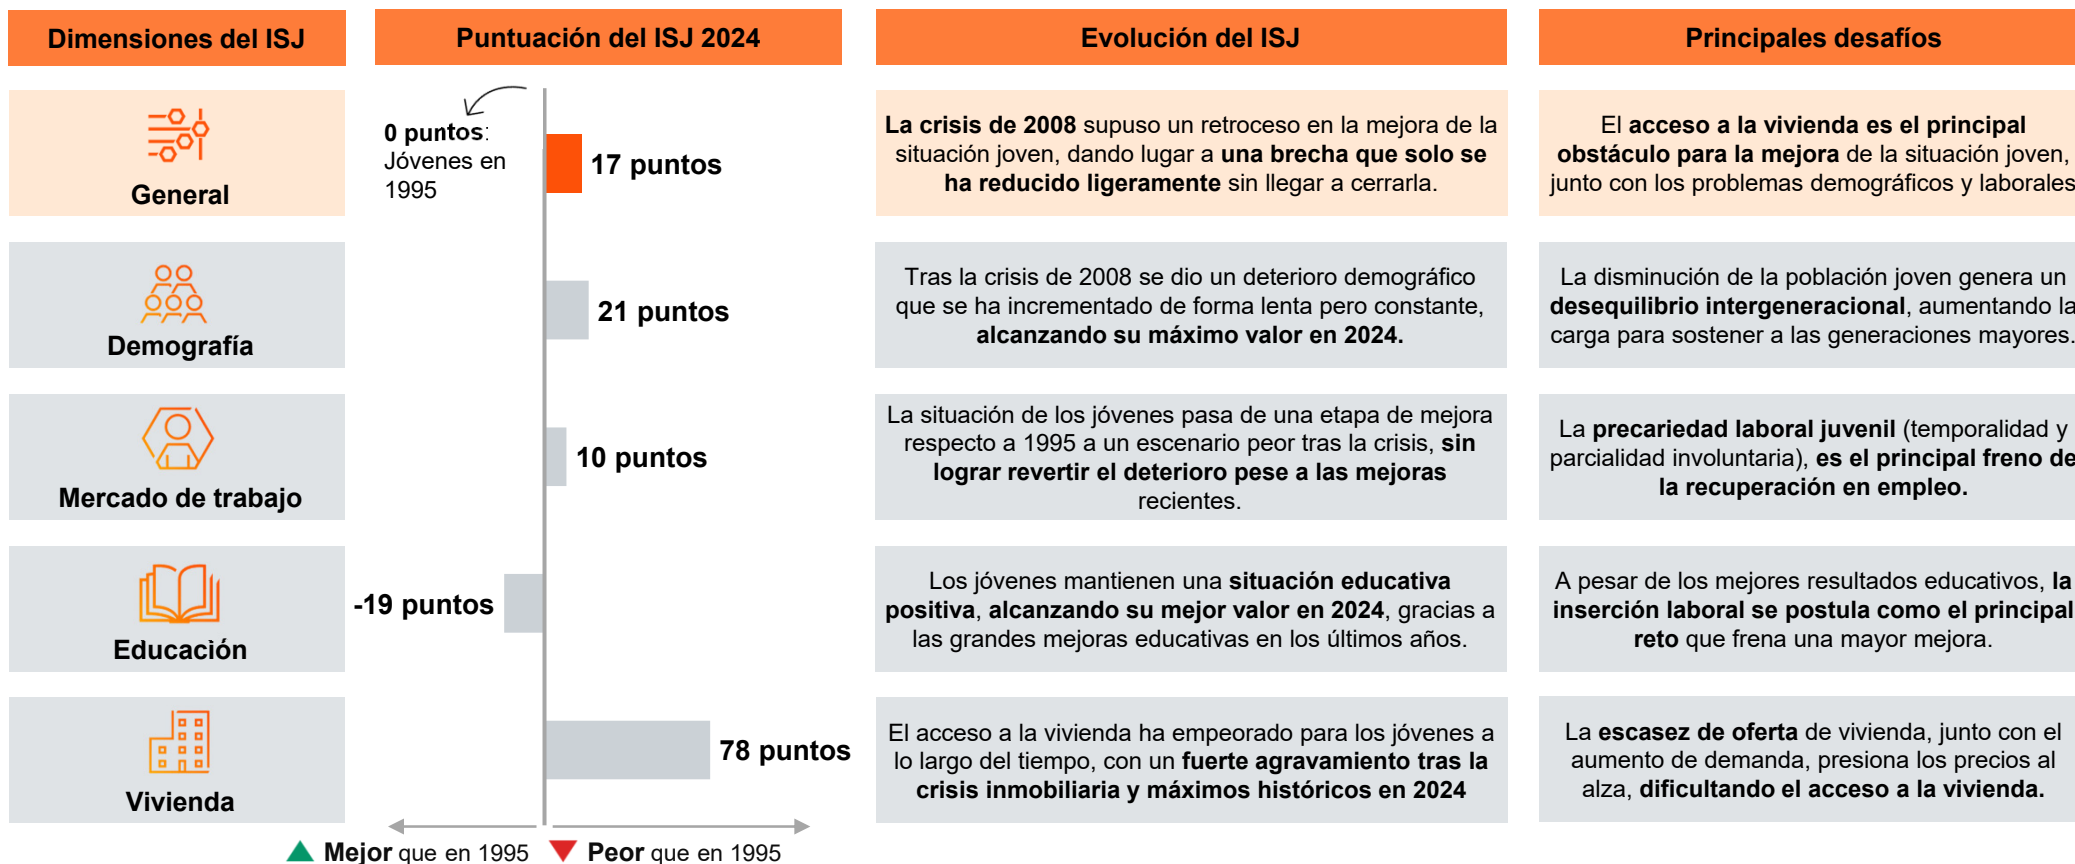 Dimensiones del ISJ
Puntuación del ISJ 2024
Evolución del ISJ
Principales desafíos
General
0 puntos:
Jóvenes en
1995
17 puntos
La crisis de 2008 supuso un retroceso en la mejora de la
situación joven, dando lugar a una brecha que solo se
ha reducido ligeramente sin llegar a cerrarla.
El acceso a la vivienda es el principal
obstáculo para la mejora de la situación joven,
junto con los problemas demográficos y laborales
Demografía
21 puntos
Tras la crisis de 2008 se dio un deterioro demográfico
que se ha incrementado de forma lenta pero constante,
alcanzando su máximo valor en 2024.
La disminución de la población joven genera un
desequilibrio intergeneracional, aumentando la
carga para sostener a las generaciones mayores.
Mercado de trabajo
10 puntos
La situación de los jóvenes pasa de una etapa de mejora
respecto a 1995 a un escenario peor tras la crisis, sin
lograr revertir el deterioro pese a las mejoras
recientes.
La precariedad laboral juvenil (temporalidad y
parcialidad involuntaria), es el principal freno de
la recuperación en empleo.
Educación
-19 puntos
Los jóvenes mantienen una situación educativa
positiva, alcanzando su mejor valor en 2024, gracias a
las grandes mejoras educativas en los últimos años.
A pesar de los mejores resultados educativos, la
inserción laboral se postula como el principal
reto que frena una mayor mejora.
Vivienda
78 puntos
El acceso a la vivienda ha empeorado para los jóvenes a
lo largo del tiempo, con un fuerte agravamiento tras la
crisis inmobiliaria y máximos históricos en 2024
La escasez de oferta de vivienda, junto con el
aumento de demanda, presiona los precios al
alza, dificultando el acceso a la vivienda.
Mejor que en 1995
Peor que en 1995